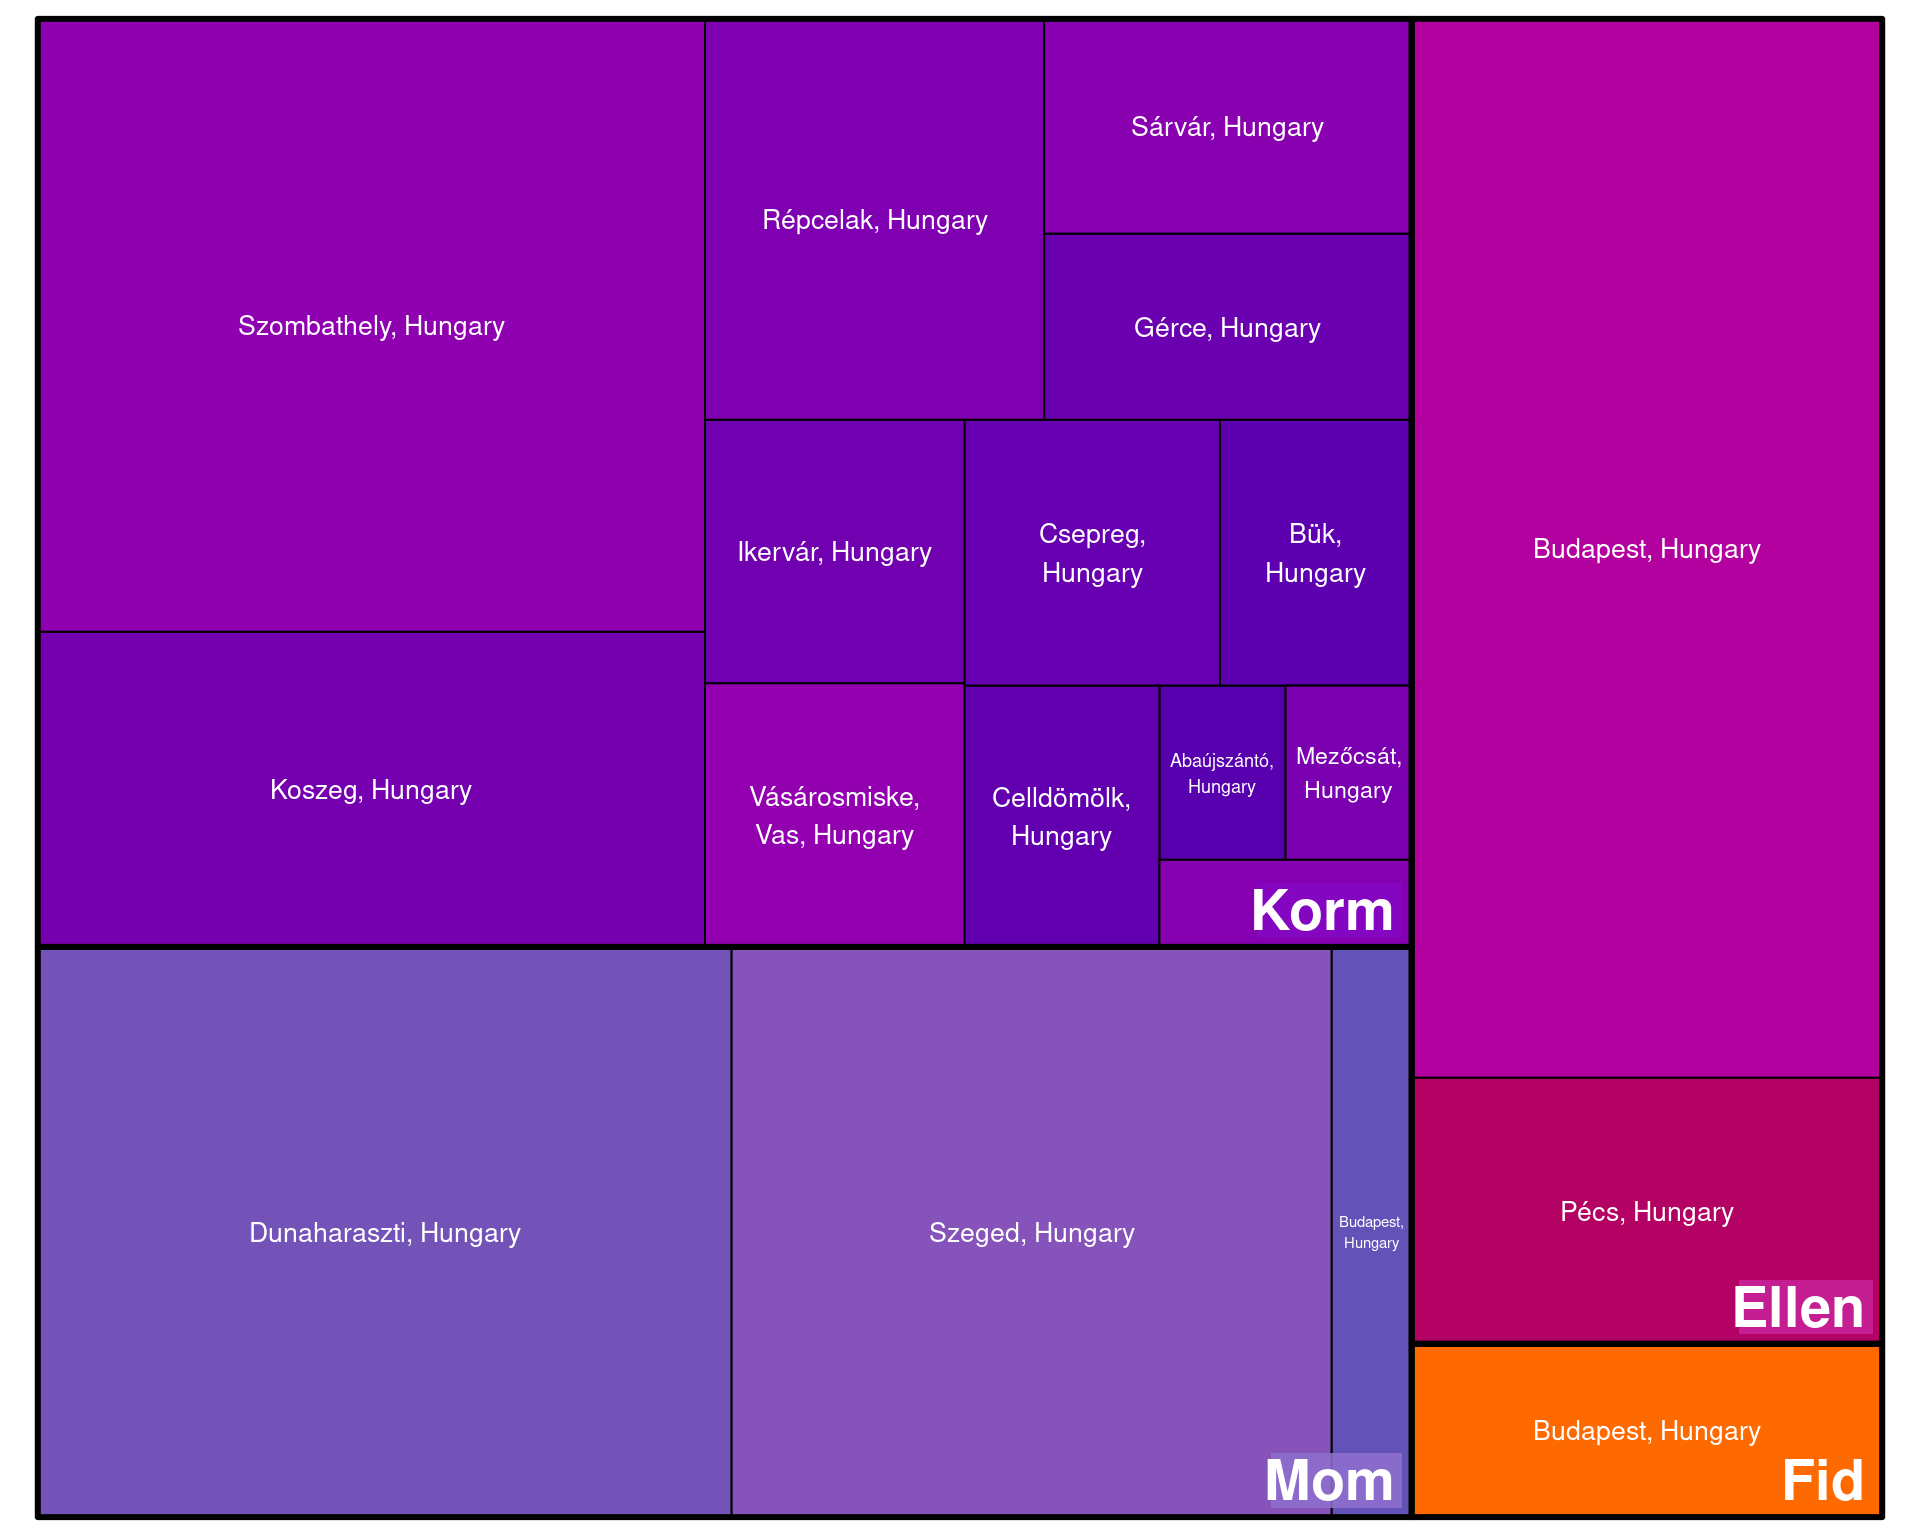 Szombathely, Hungary
Koszeg, Hungary
Répcelak, Hungary
Sárvár, Hungary
Gérce, Hungary
Ikervár, Hungary
Csepreg,
Hungary
Bük,
Hungary
Vásárosmiske,
Vas, Hungary
Celldömölk,
Hungary
Abaújszántó,
Hungary
Mezőcsát,
Hungary
Korm
Dunaharaszti, Hungary
Szeged, Hungary
Budapest,
Hungary
Mom
Budapest, Hungary
Pécs, Hungary
Ellen
Budapest, Hungary
Fid